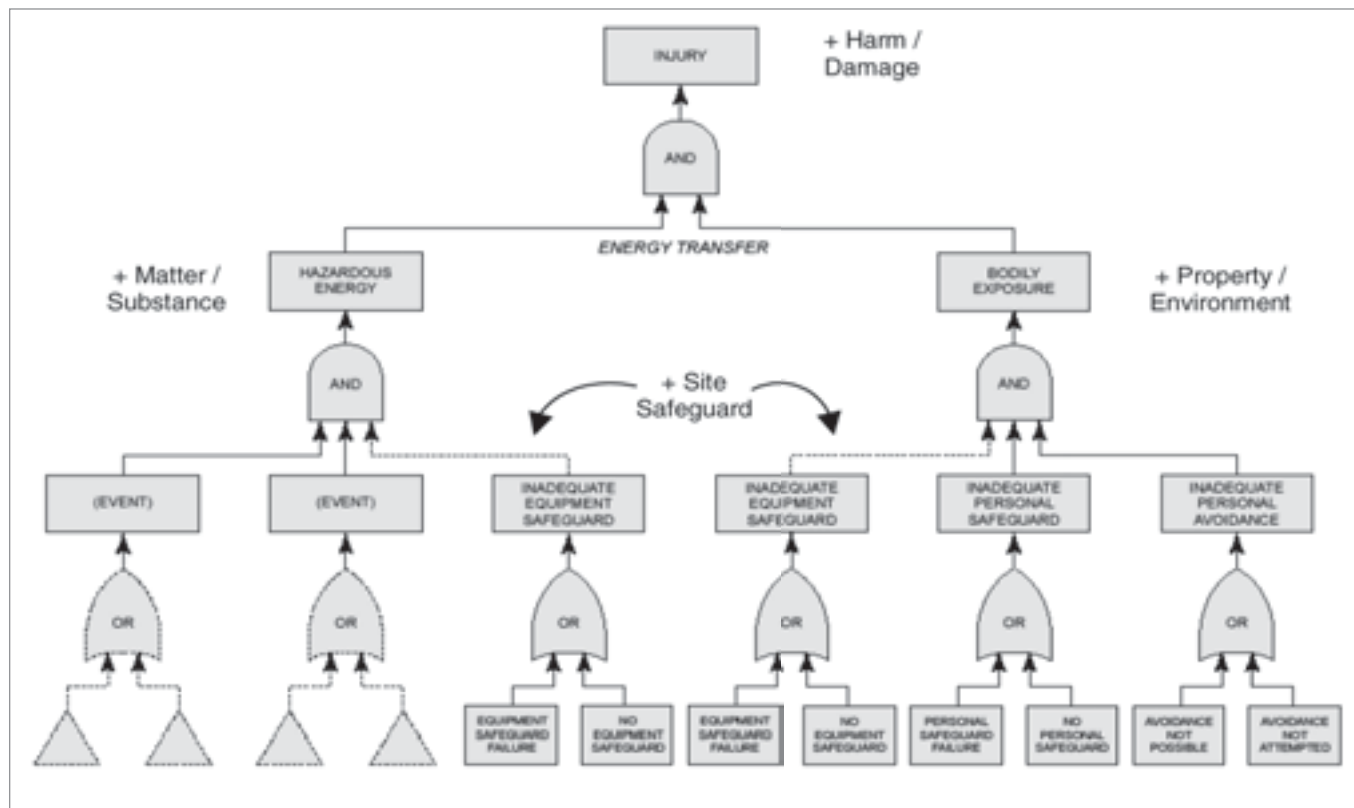 INJURY
+ Harm /
Damage
AND
ENERGY TRANSFER
+ Matter /
Substance
HAZARDOUS
ENERGY
BODILY
EXPOSURE
+ Property /
Environment
AND
+ Site
Safeguard
AND
(EVENT)
(EVENT)
INADEQUATE
EQUIPMENT
SAFEGUARD
INADEQUATE
EQUIPMENT
SAFEGUARD
INADEQUATE
PERSONAL
SAFEGUARD
INADEQUATE
PERSONAL
AVOIDANCE
OR
OR
OR
OR
OR
OR
EQUIPMENT
SAFEGUARD
FAILURE
NO
EQUIPMENT
SAFEGUARD
EQUIPMENT
SAFEGUARD
FAILURE
NO
EQUIPMENT
SAFEGUARD
PERSONAL
SAFEGUARD
FAILURE
NO
PERSONAL
SAFEGUARD
AVOIDANCE
NOT
POSSIBLE
AVOIDANCE
NOT
ATTEMPTED